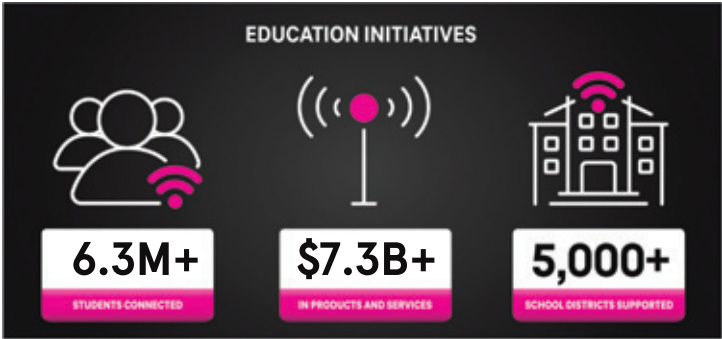 EDUCATION INITIATIVES
6.3M+
STUDENTS CONNECTED
$7.3B+
IN PRODUCTS AND SERVICES
5,000+
SCHOOL DISTRICTS SUPPORTED